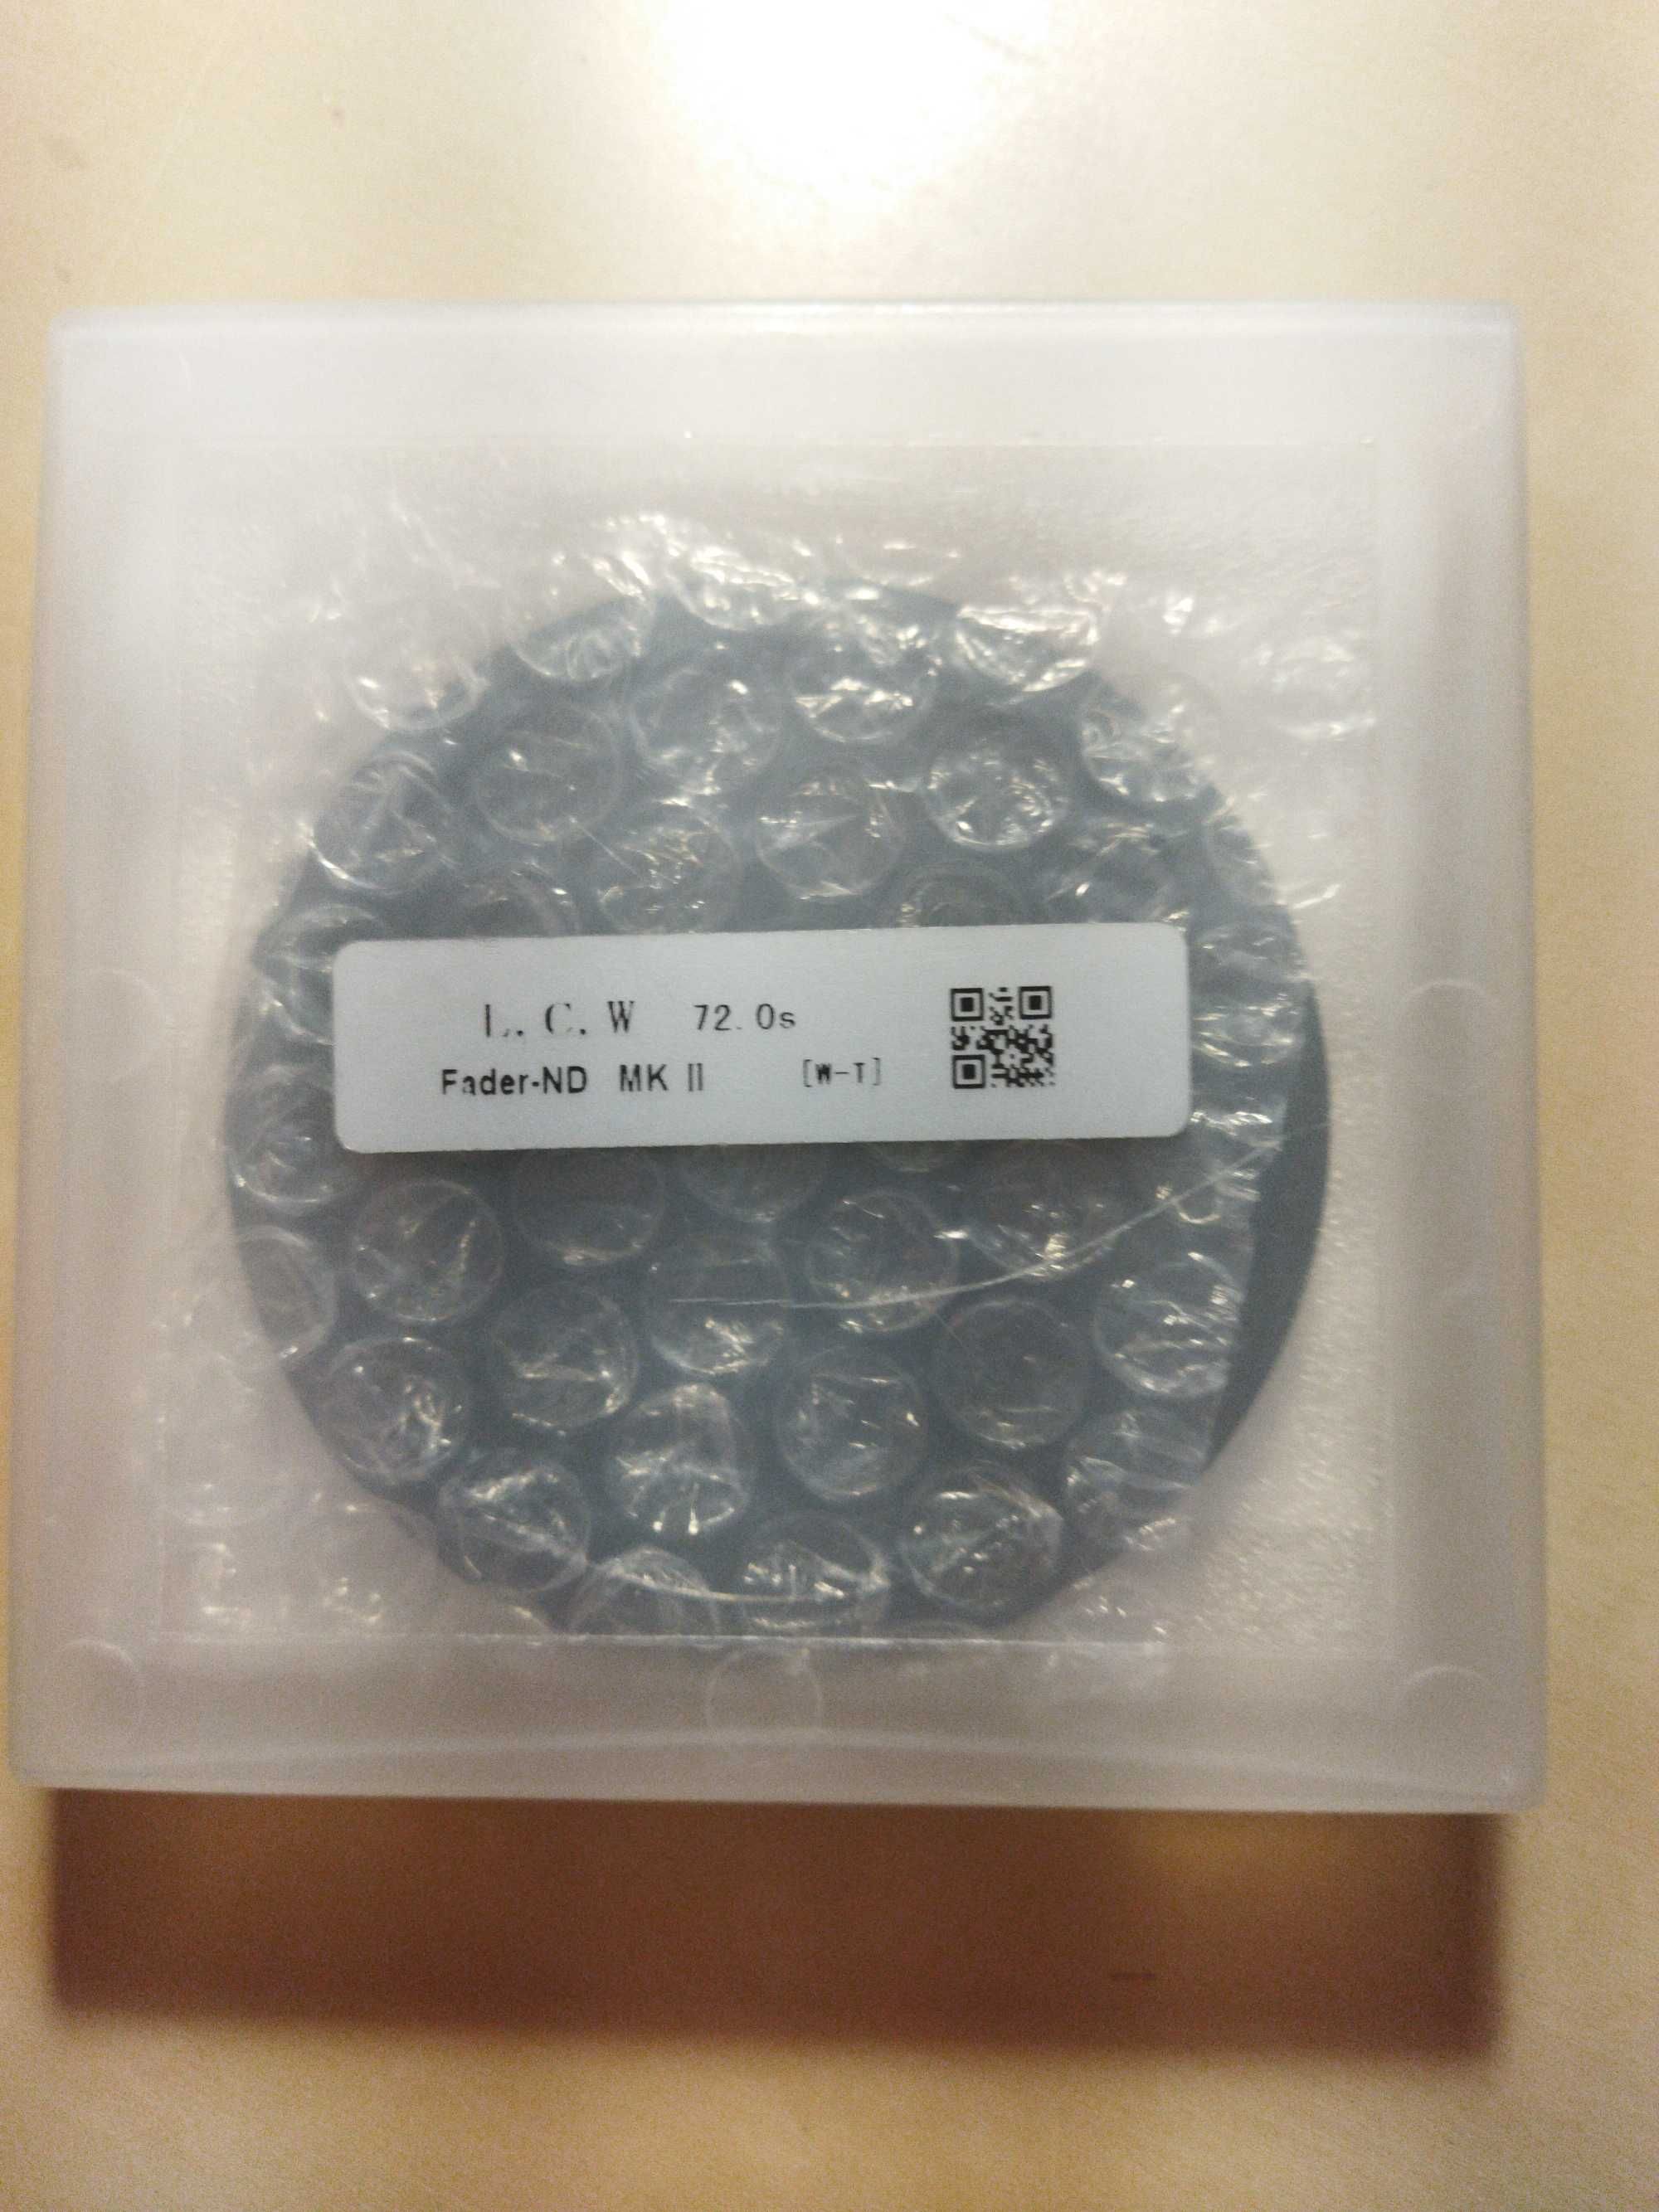 L. C. W 72.0s
Fader-ND MK II [W-T]